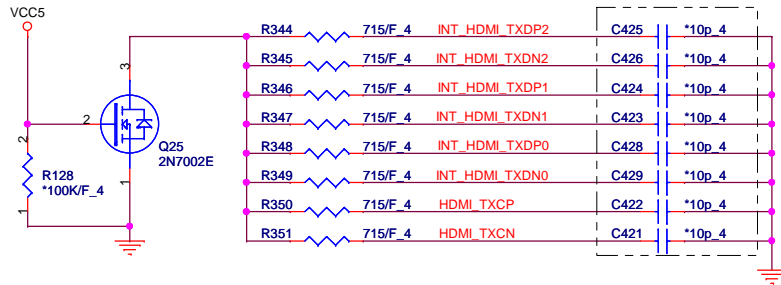 VCC5
R344 715/F_4 INT_HDMI_TXDP2 C425 *10p_4
R345 715/F_4 INT_HDMI_TXDN2 C426 *10p_4
R346 715/F_4 INT_HDMI_TXDP1 C424 *10p_4
R347 715/F_4 INT_HDMI_TXDN1 C423 *10p_4
R348 715/F_4 INT_HDMI_TXDP0 C428 *10p_4
R349 715/F_4 INT_HDMI_TXDN0 C429 *10p_4
R350 715/F_4 HDMI_TXCP C422 *10p_4
R351 715/F_4 HDMI_TXCN C421 *10p_4
3
2
1
Q25
2N7002E
2
R128
*100K/F_4
1